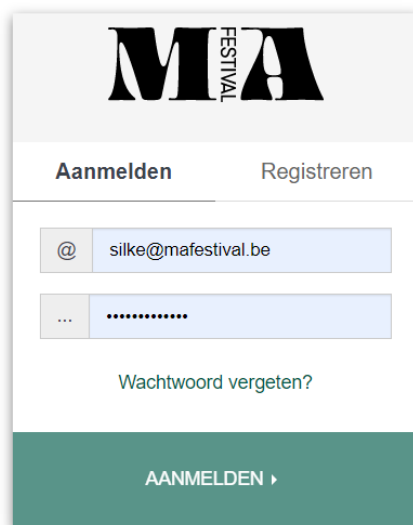 MA
FESTIVAL
Aanmelden Registreren
@ silke@mafestival.be
... •••••••••••••
Wachtwoord vergeten?
AANMELDEN